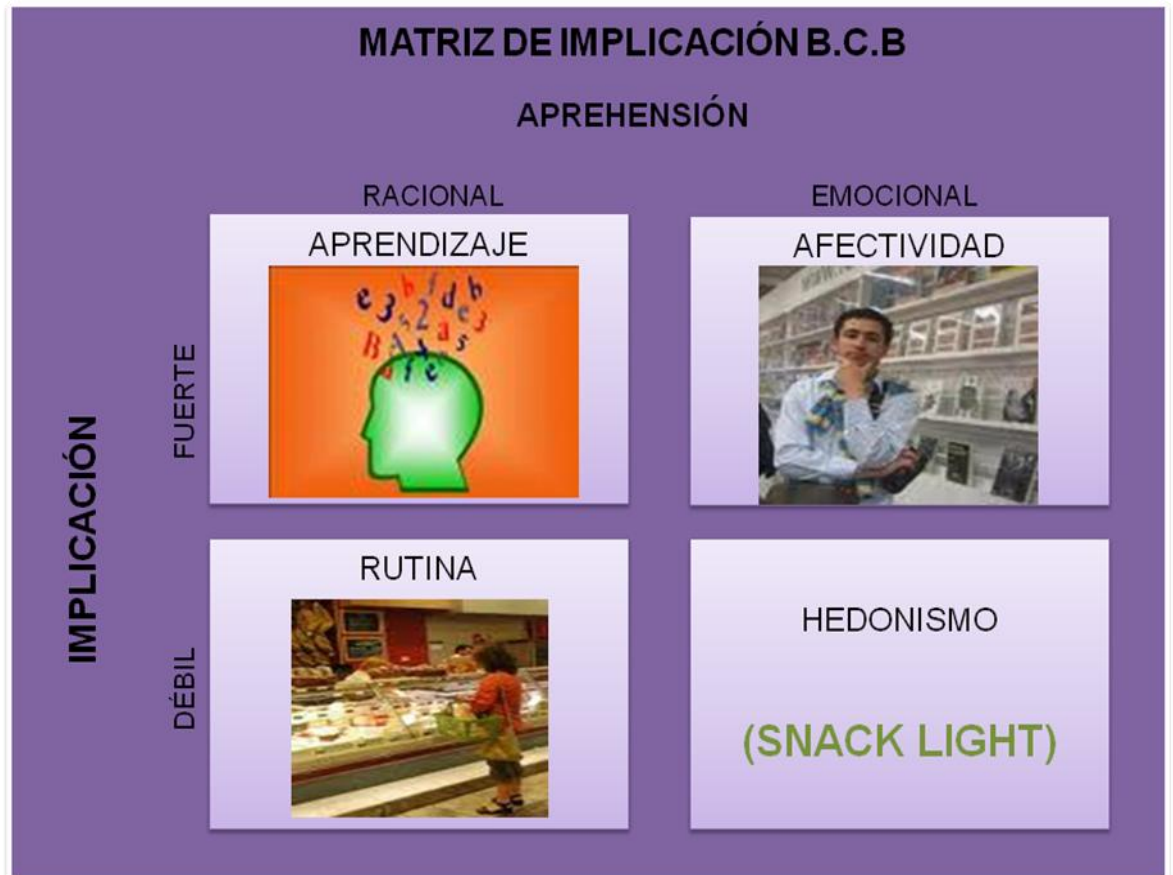 MATRIZ DE IMPLICACIÓN B.C.B
APREHENSIÓN
RACIONAL
EMOCIONAL
APRENDIZAJE
AFECTIVIDAD
IMPLICACIÓN
FUERTE
RUTINA
HEDONISMO
(SNACK LIGHT)
DÉBIL